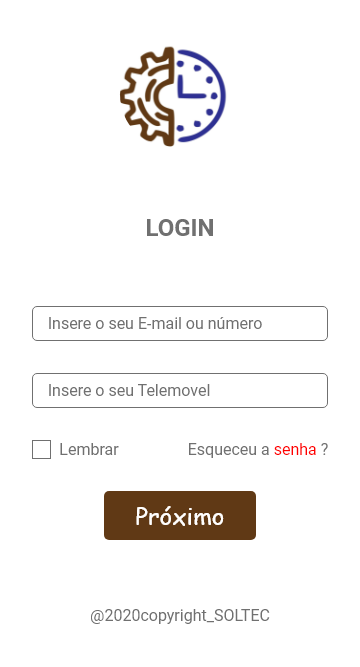 LOGIN
Insere o seu E-mail ou número
Insere o seu Telemovel
Lembrar
Esqueceu a senha ?
Próximo
@2020copyright_SOLTEC